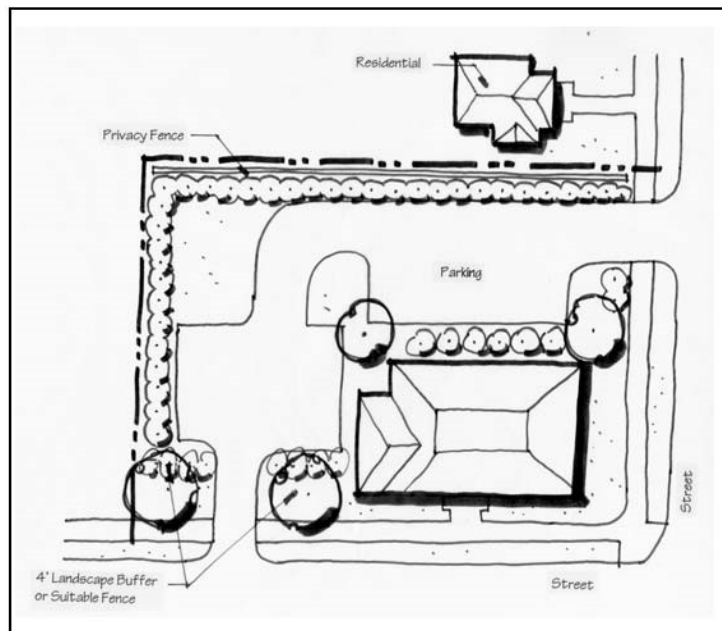 Residential
Privacy Fence
Parking
Street
4' Landscape Buffer
or Suitable Fence
Street